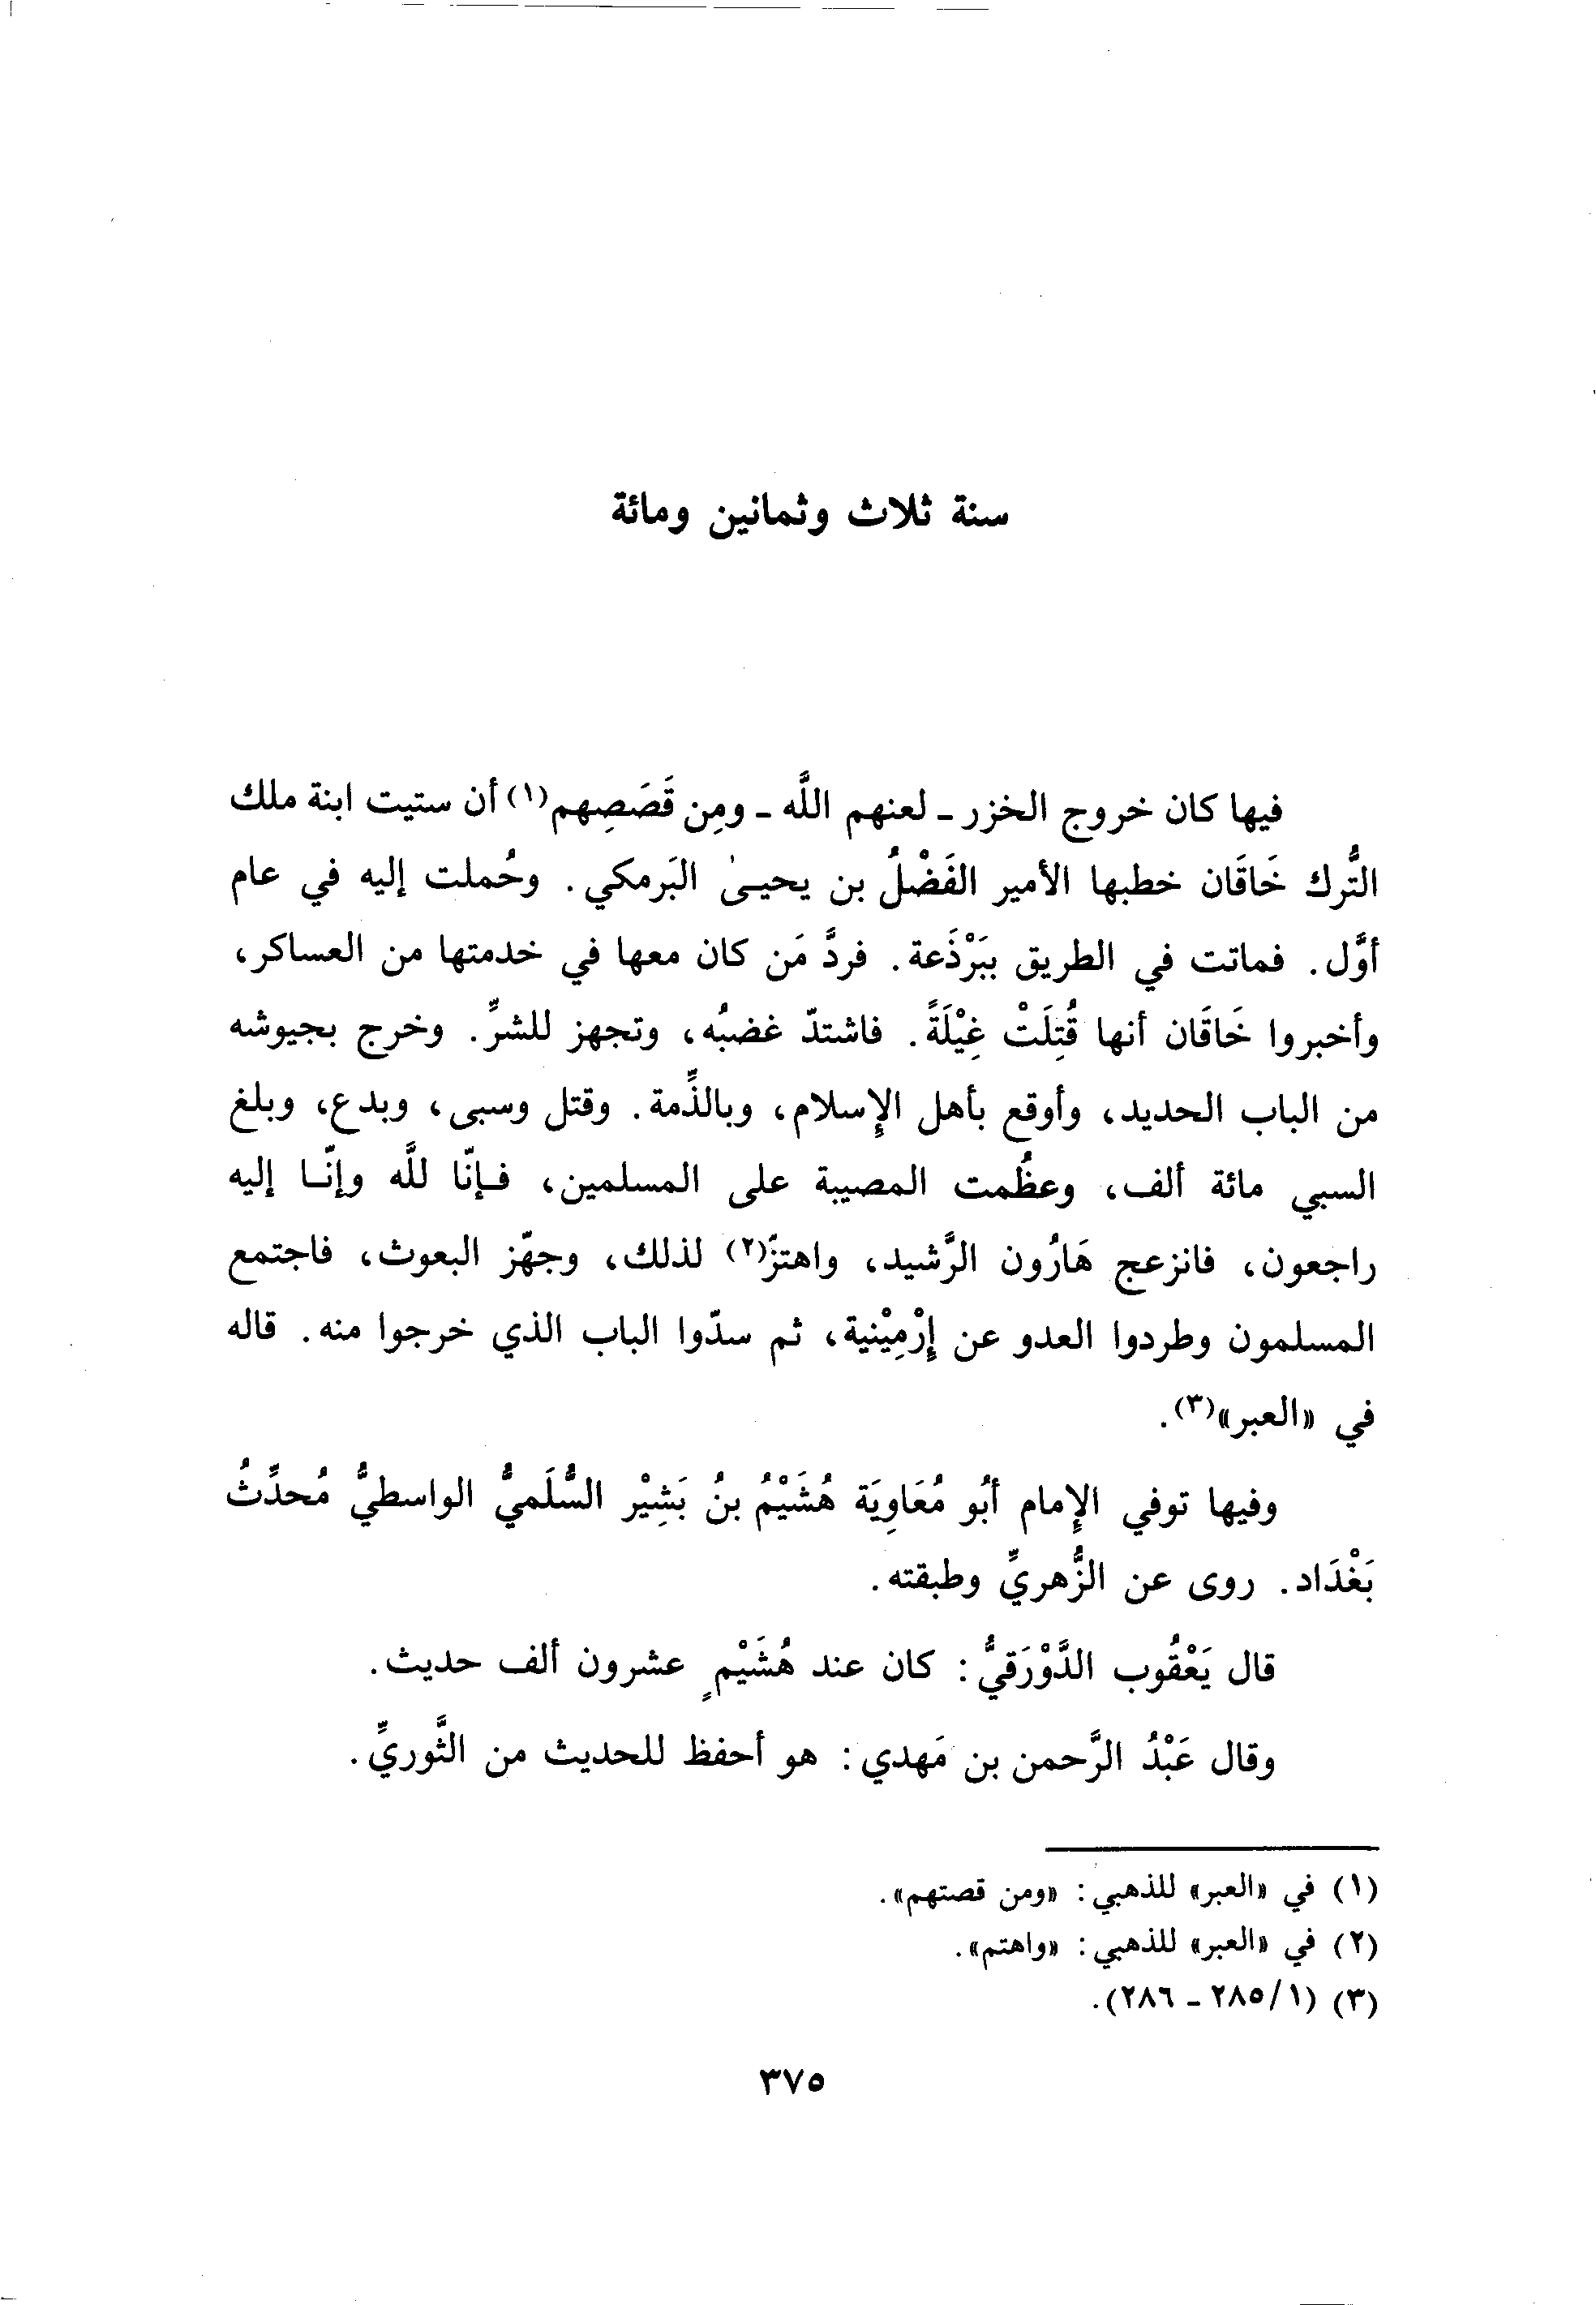 سنة ثلاث وثمانين ومائة
فيها كان خروج الخزر ـ لعنهم اللَّه ـ ومِن قَصَصِهم(١) أن ستيت ابنة ملك
التُّرك خَاقَان خطبها الأمير الفَضْلُ بن يحيىٰ البَرمكي. وحُملت إليه في عام
أوَّل. فماتت في الطريق ببَرْذَعة. فردَّ مَن كان معها في خدمتها من العساكر،
وأخبروا خَاقَان أنها قُتِلَتْ غِيْلَةً. فاشتدّ غضبُه، وتجهز للشرِّ. وخرج بجيوشه
من الباب الحديد، وأوقع بأهل الإِسلام، وبالذِّمة. وقتل وسبى، وبدع، وبلغ
السبي مائة ألف، وعظُمت المصيبة على المسلمين، فـإنّا للَّه وإنّـا إليه
راجعون، فانزعج هَارُون الرَّشيد، واهتزَّ(٢) لذلك، وجهّز البعوث، فاجتمع
المسلمون وطردوا العدو عن إِرْمِيْنية، ثم سدّوا الباب الذي خرجوا منه. قاله
في «العبر»(٣).
وفيها توفي الإِمام أبُو مُعَاوِيَة هُشَيْمُ بنُ بَشِيْر السُّلَميُّ الواسطيُّ مُحدِّثُ
بَغْدَاد. روى عن الزُّهريِّ وطبقته.
قال يَعْقُوب الدَّوْرَقيُّ: كان عند هُشَيْمٍ عشرون ألف حديث.
وقال عَبْدُ الرَّحمن بن مَهدي: هو أحفظ للحديث من الثَّوريِّ.
(١) في «العبر» للذهبي: «ومن قصتهم».
(٢) في «العبر» للذهبي: «واهتم».
(٣) (١/٢٨٥ ـ ٢٨٦).
٣٧٥